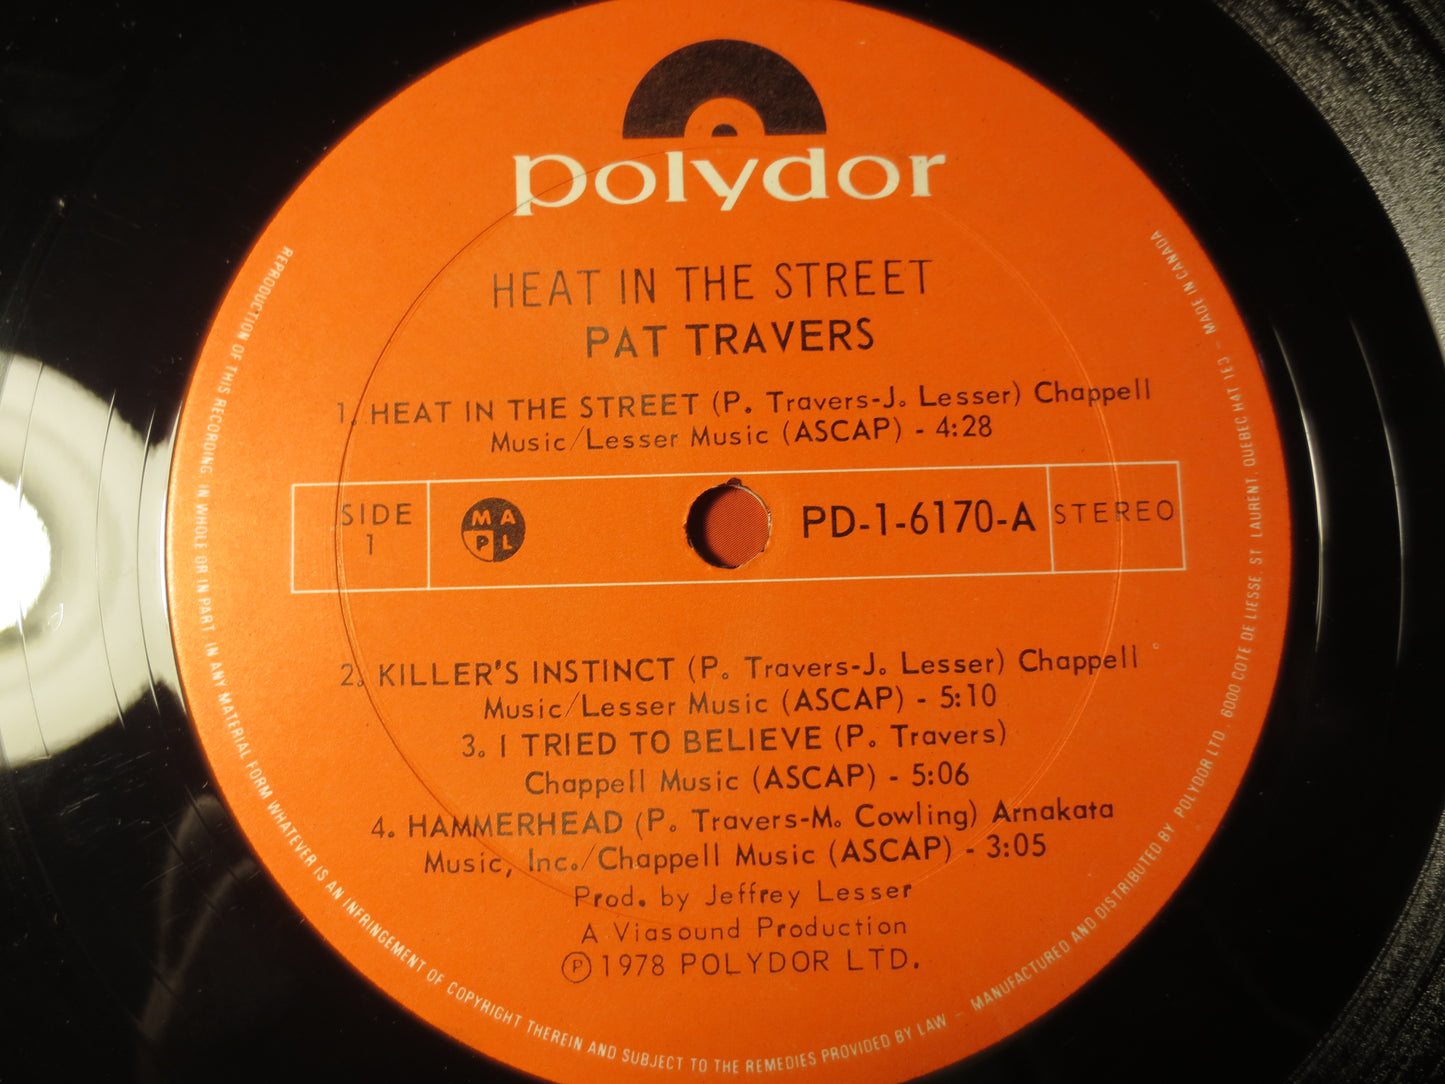 polydor
HEAT IN THE STREET
PAT TRAVERS
1. HEAT IN THE STREET (P. Travers-J. Lesser) Chappell
Music/Lesser Music (ASCAP) - 4:28
SIDE
1
MA
PL
PD-1-6170-A
STEREO
2. KILLER'S INSTINCT (P. Travers-J. Lesser) Chappell
Music/Lesser Music (ASCAP) - 5:10
3. I TRIED TO BELIEVE (P. Travers)
Chappell Music (ASCAP) - 5:06
4. HAMMERHEAD (P. Travers-M. Cowling) Arnakata
Music, Inc./Chappell Music (ASCAP) - 3:05
Prod. by Jeffrey Lesser
A Viasound Production
Ⓟ1978 POLYDOR LTD.
REPRODUCTION OF THIS RECORDING, IN WHOLE OR IN PART, IN ANY MATERIAL FORM WHATEVER IS AN INFRINGEMENT OF COPYRIGHT THEREIN AND SUBJECT TO THE REMEDIES PROVIDED BY LAW – MANUFACTURED AND DISTRIBUTED BY POLYDOR LTD. 6000 COTE DE LIESSE ST LAURENT, QUEBEC H4T 1E3 – MADE IN CANADA